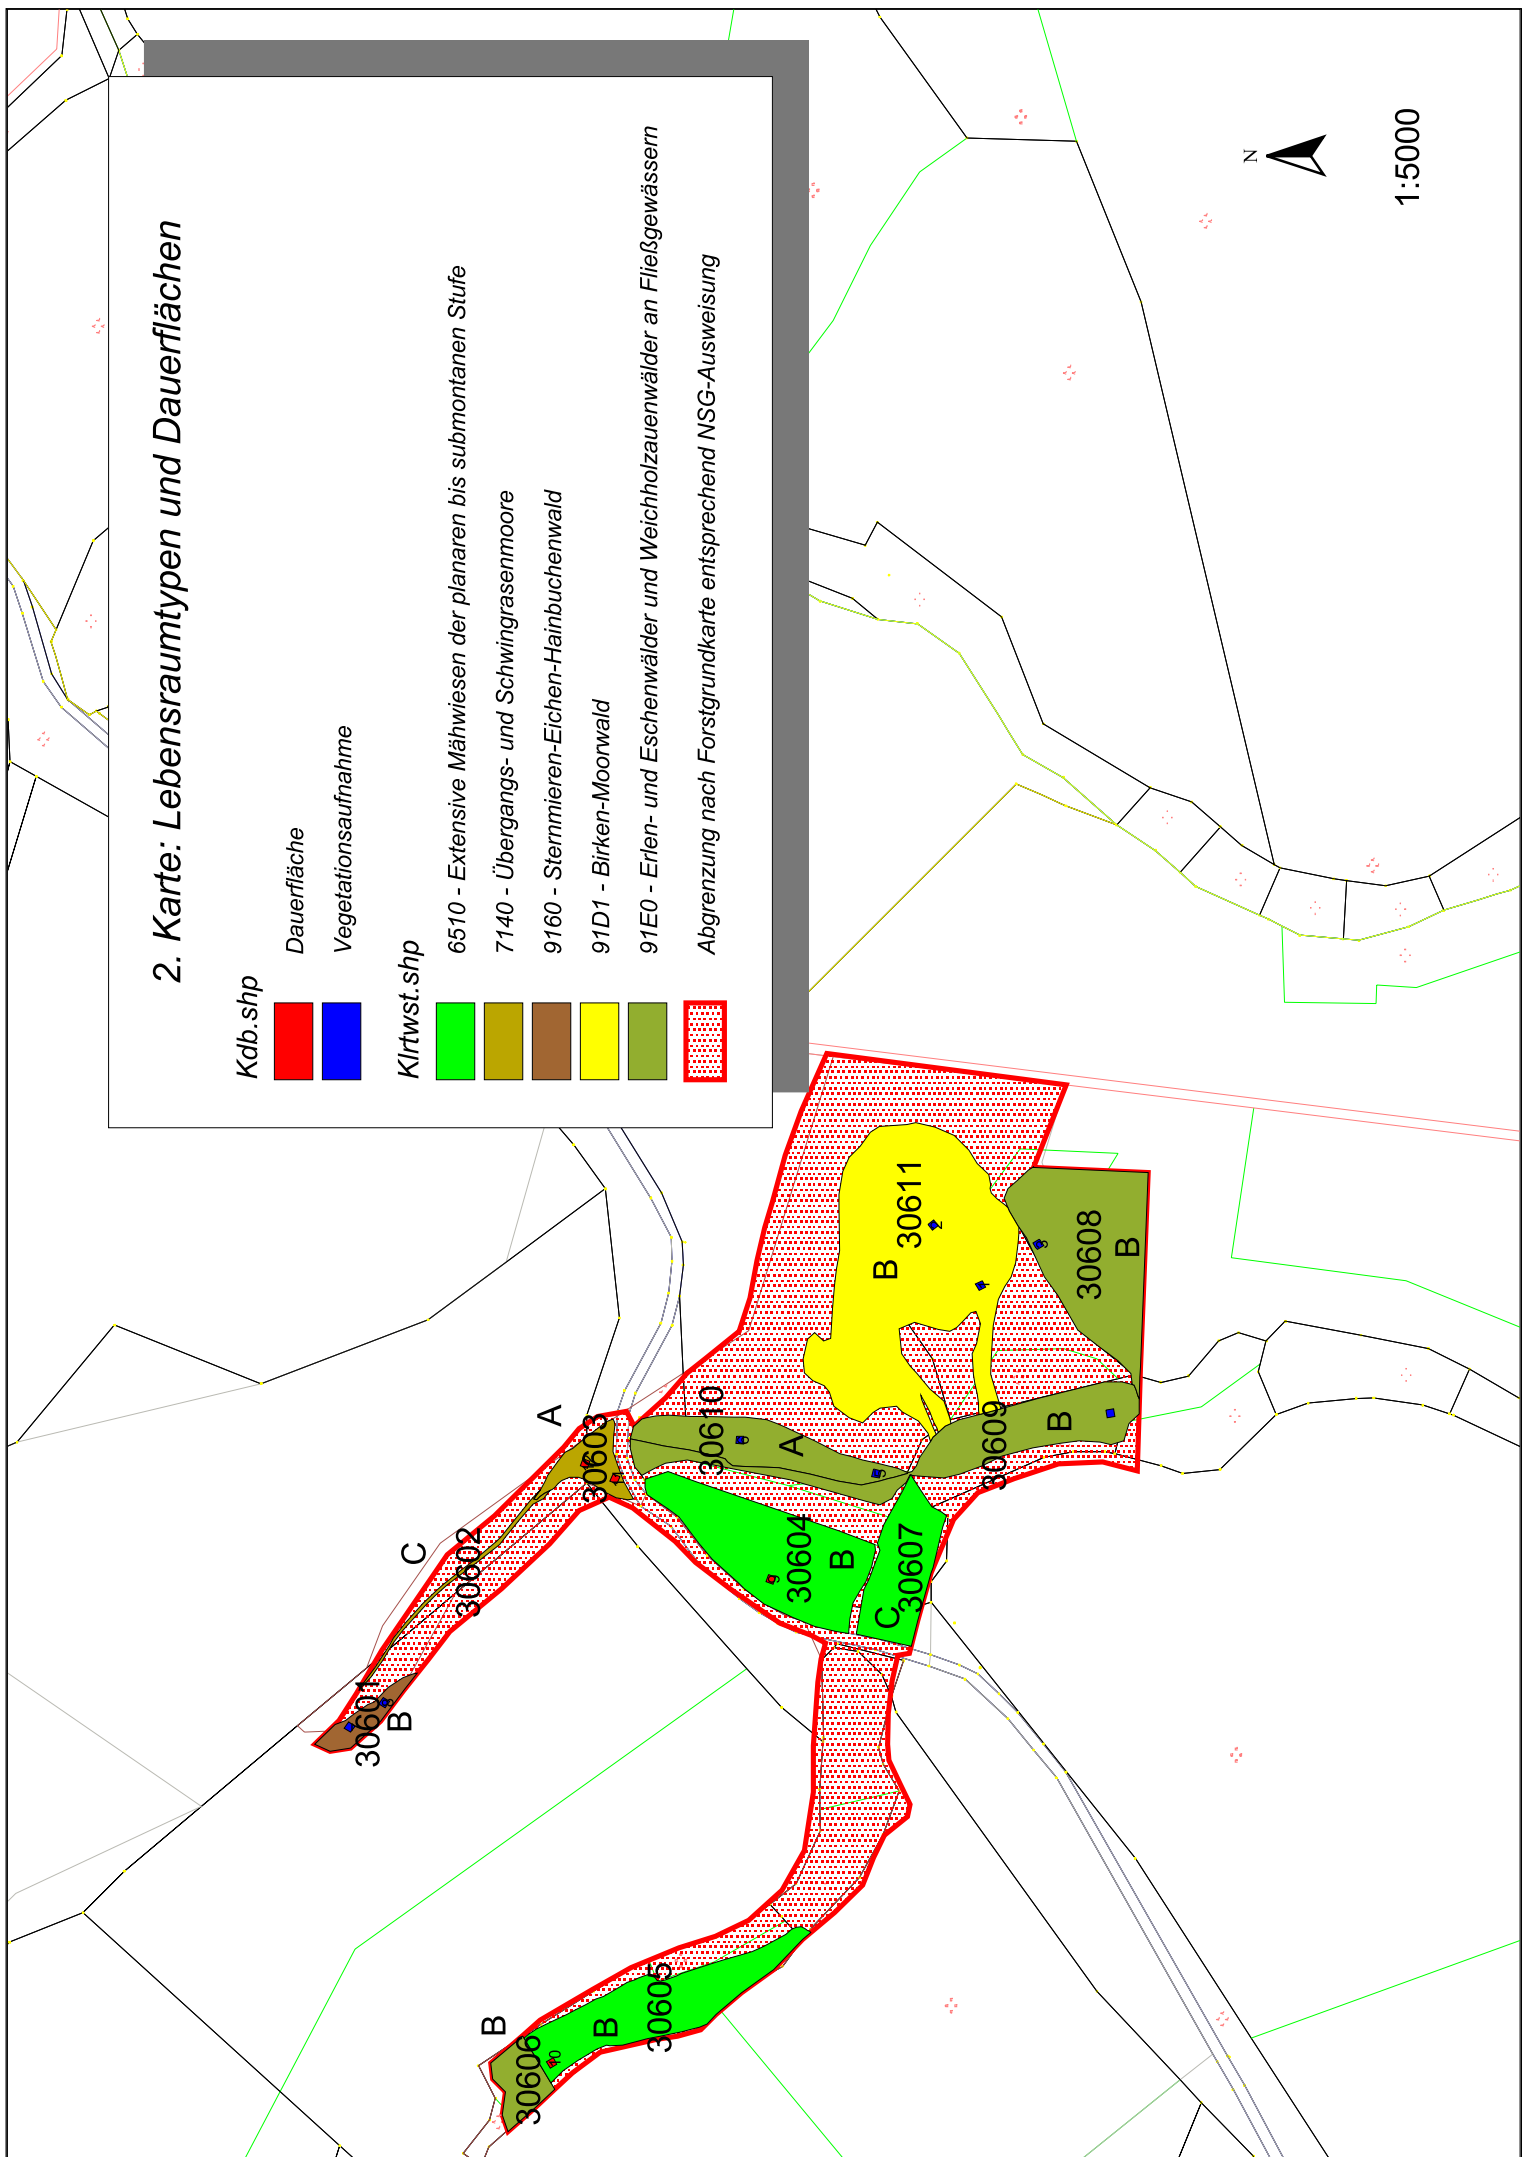 2. Karte: Lebensraumtypen und Dauerflächen
Kdb.shp
Dauerfläche
Vegetationsaufnahme
Klrtwst.shp
6510 - Extensive Mähwiesen der planaren bis submontanen Stufe
7140 - Übergangs- und Schwingrasenmoore
9160 - Sternmieren-Eichen-Hainbuchenwald
91D1 - Birken-Moorwald
91E0 - Erlen- und Eschenwälder und Weichholzauenwälder an Fließgewässern
Abgrenzung nach Forstgrundkarte entsprechend NSG-Ausweisung
N
1:5000
30601
B
C
30602
A
30603
30610
A
30604
B
C
30607
B
30611
2
30608
B
30609
B
B
30606
10
B
30605